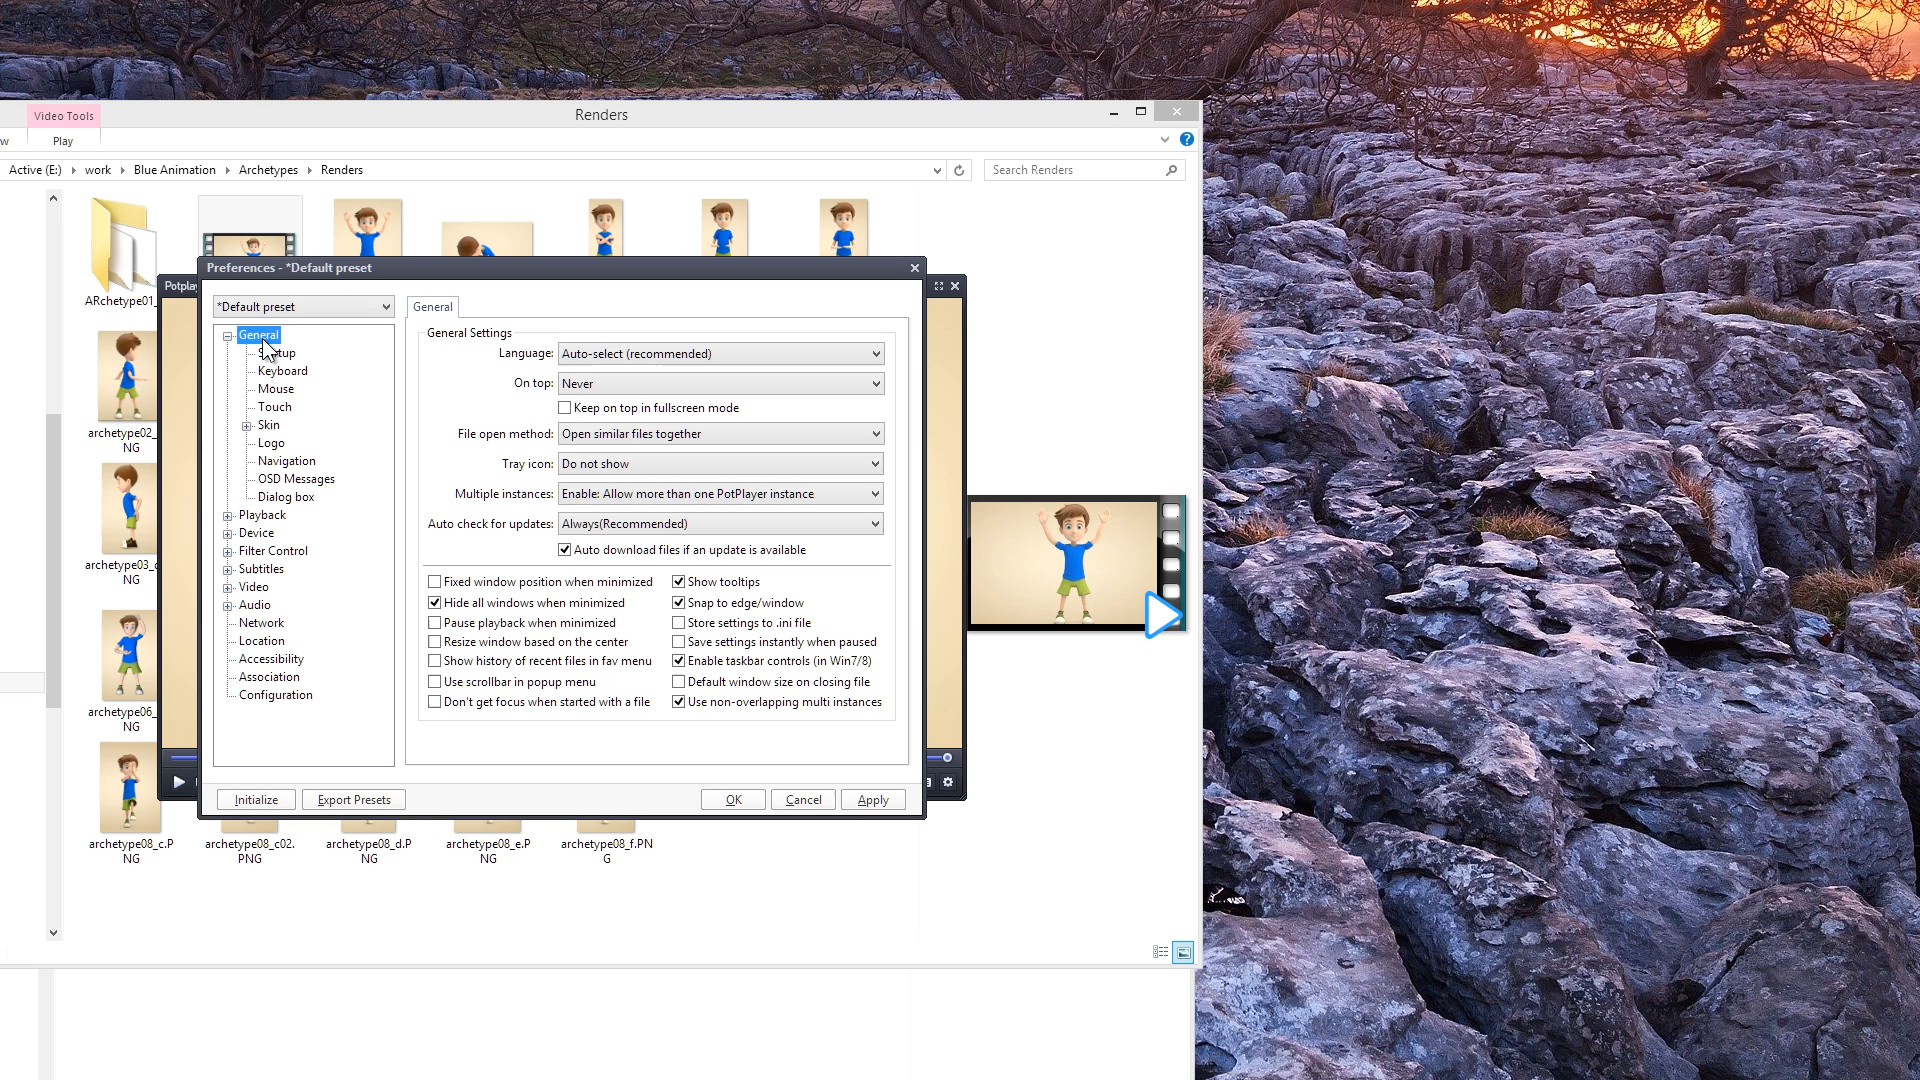 Video Tools
Renders
w
Play
Active (E:)
work
Blue Animation
Archetypes
Renders
Search Renders
ARchetype01_
Preferences - *Default preset
*Default preset
General
Keyboard
Mouse
Touch
Skin
Logo
Navigation
OSD Messages
Dialog box
Playback
Device
Filter Control
Subtitles
Video
Audio
Network
Location
Accessibility
Association
Configuration
General
General Settings
Language: Auto-select (recommended)
On top: Never
Keep on top in fullscreen mode
File open method: Open similar files together
Tray icon: Do not show
Multiple instances: Enable: Allow more than one PotPlayer instance
Auto check for updates: Always(Recommended)
Auto download files if an update is available
Fixed window position when minimized
Show tooltips
Hide all windows when minimized
Snap to edge/window
Pause playback when minimized
Store settings to .ini file
Resize window based on the center
Save settings instantly when paused
Show history of recent files in fav menu
Enable taskbar controls (in Win7/8)
Use scrollbar in popup menu
Default window size on closing file
Don't get focus when started with a file
Use non-overlapping multi instances
Initialize
Export Presets
OK
Cancel
Apply
Potplay
archetype02_
NG
archetype03_
NG
archetype06_
NG
archetype08_c.P
NG
archetype08_c02.
PNG
archetype08_d.P
NG
archetype08_e.P
NG
archetype08_f.PN
G